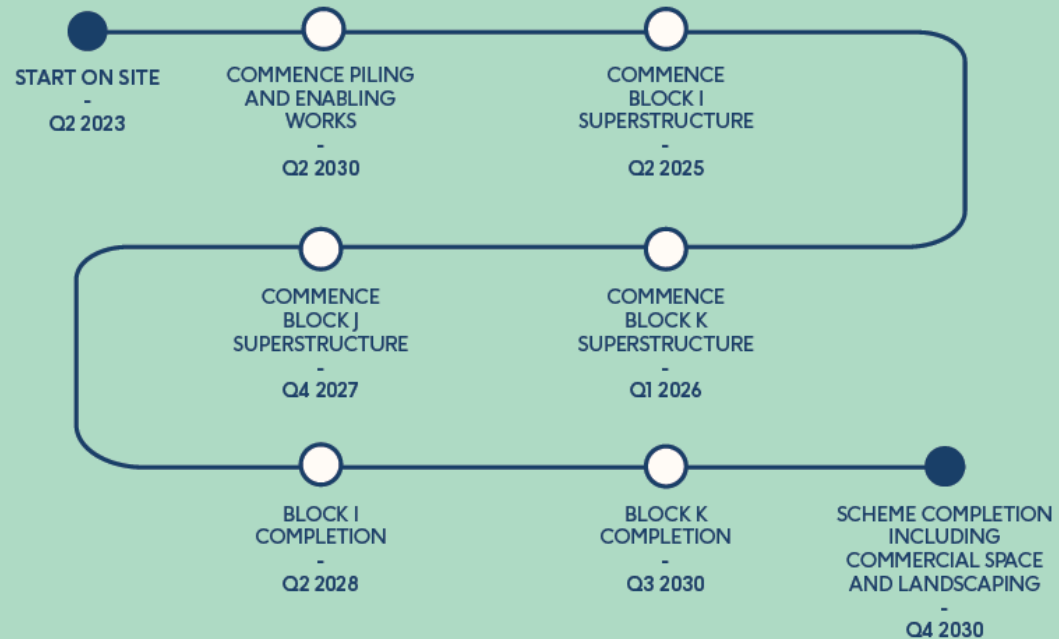 START ON SITE
-
Q2 2023
COMMENCE PILING
AND ENABLING
WORKS
-
Q2 2030
COMMENCE
BLOCK I
SUPERSTRUCTURE
-
Q2 2025
COMMENCE
BLOCK K
SUPERSTRUCTURE
-
Q1 2026
COMMENCE
BLOCK J
SUPERSTRUCTURE
-
Q4 2027
BLOCK I
COMPLETION
-
Q2 2028
BLOCK K
COMPLETION
-
Q3 2030
SCHEME COMPLETION
INCLUDING
COMMERCIAL SPACE
AND LANDSCAPING
-
Q4 2030